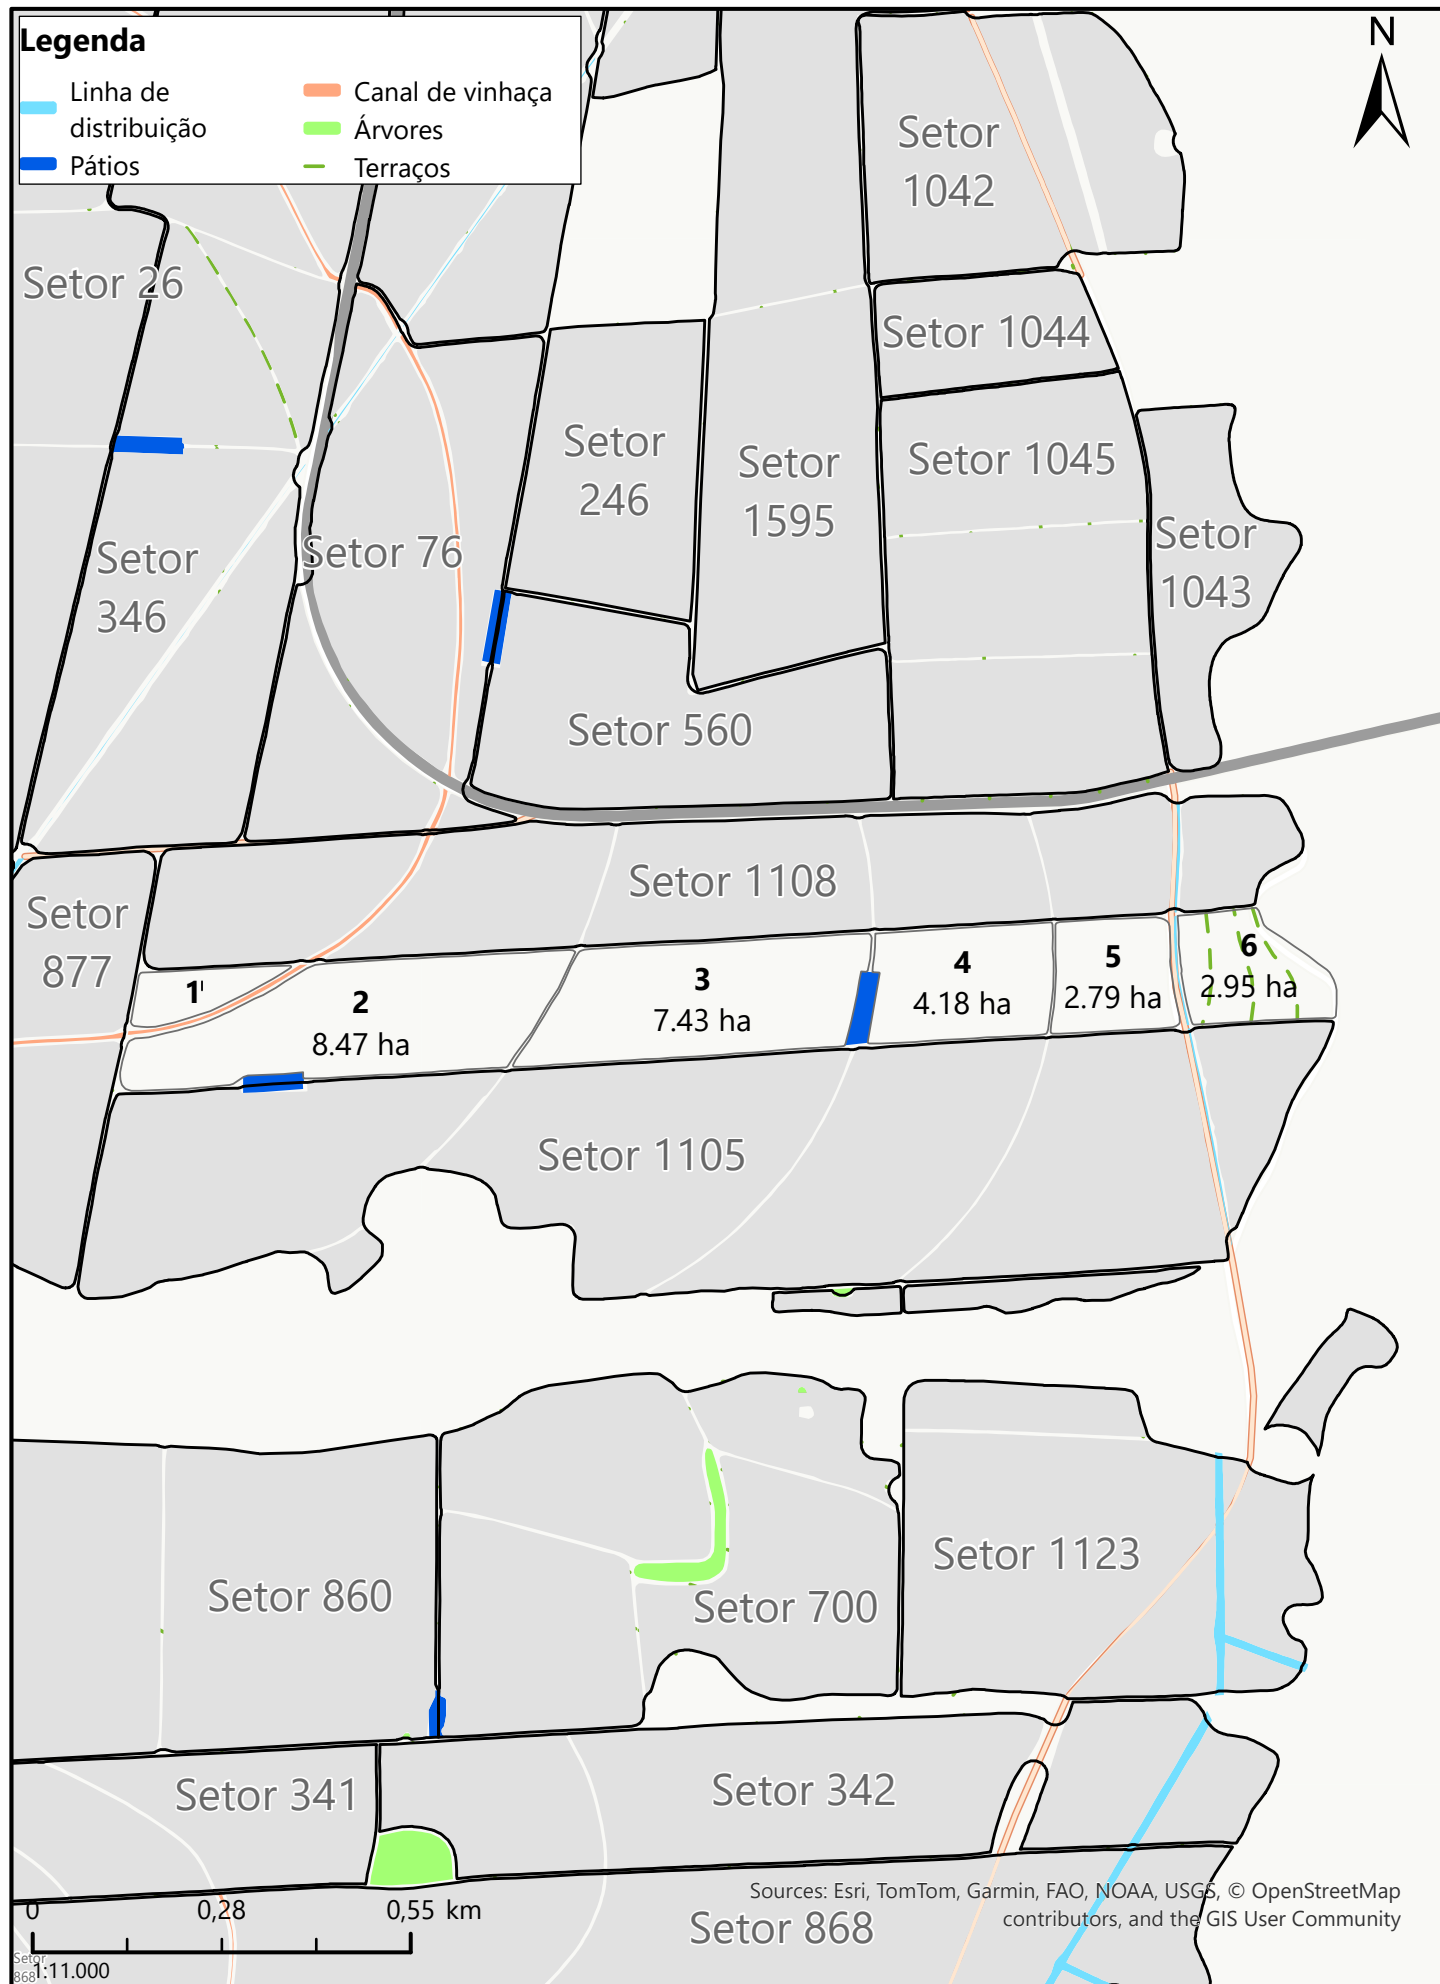 Legenda
Linha de
distribuição
Pátios
Canal de vinhaça
Árvores
Terraços
N
Setor
1042
Setor 26
Setor 1044
Setor
246
Setor
1595
Setor 1045
Setor
1043
Setor
346
Setor 76
Setor 560
Setor 1108
Setor
877
1
2
8.47 ha
3
7.43 ha
4
4.18 ha
5
2.79 ha
6
2.95 ha
Setor 1105
Setor 1123
Setor 860
Setor 700
Setor 341
Setor 342
Setor 868
Sources: Esri, TomTom, Garmin, FAO, NOAA, USGS, © OpenStreetMap
contributors, and the GIS User Community
0 0,28 0,55 km
Setor
868
1:11.000